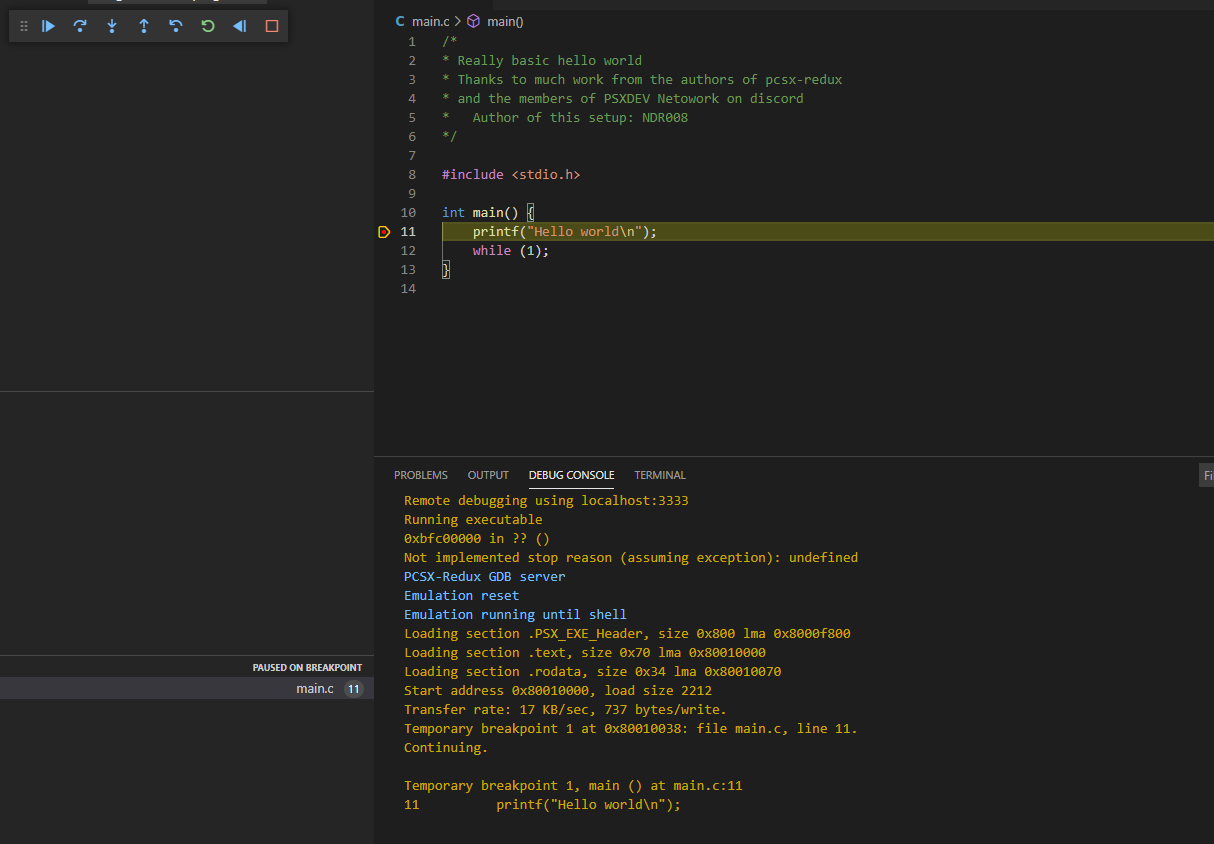 C main.c > main()
1 /*
2 * Really basic hello world
3 * Thanks to much work from the authors of pcsx-redux
4 * and the members of PSXDEV Netowork on discord
5 *   Author of this setup: NDR008
6 */
7
8 #include <stdio.h>
9
10 int main() {
11     printf("Hello world\n");
12     while (1);
13 }
14
PROBLEMS OUTPUT DEBUG CONSOLE TERMINAL
Remote debugging using localhost:3333
Running executable
0xbfc00000 in ?? ()
Not implemented stop reason (assuming exception): undefined
PCSX-Redux GDB server
Emulation reset
Emulation running until shell
Loading section .PSX_EXE_Header, size 0x800 lma 0x8000f800
Loading section .text, size 0x70 lma 0x80010000
Loading section .rodata, size 0x34 lma 0x80010070
Start address 0x80010000, load size 2212
Transfer rate: 17 KB/sec, 737 bytes/write.
Temporary breakpoint 1 at 0x80010038: file main.c, line 11.
Continuing.
Temporary breakpoint 1, main () at main.c:11
11          printf("Hello world\n");
PAUSED ON BREAKPOINT
main.c 11